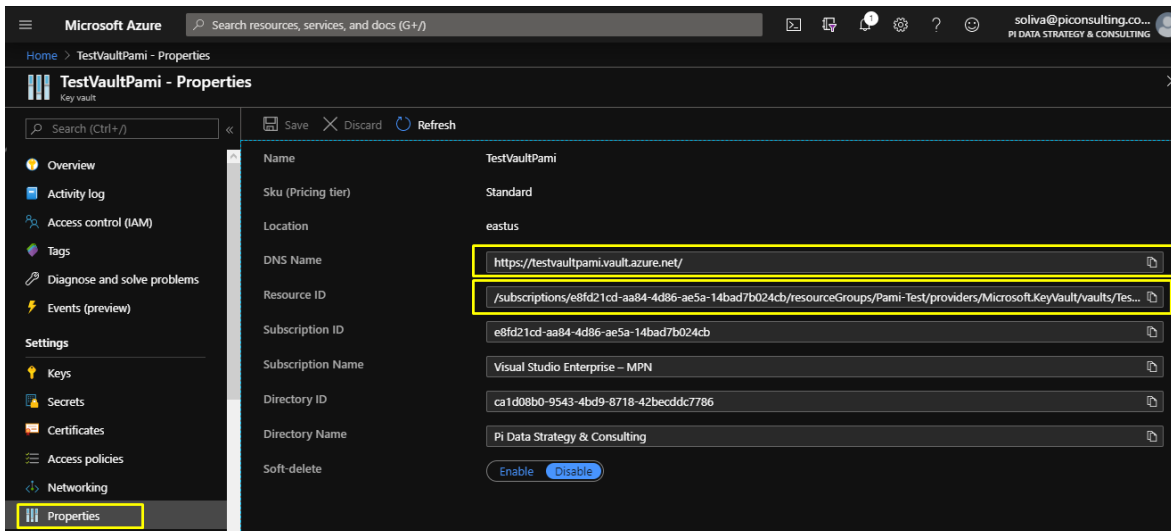 Microsoft Azure
Search resources, services, and docs (G+/)
1
soliva@piconsulting.co...
PI DATA STRATEGY & CONSULTING
Home > TestVaultPami - Properties
TestVaultPami - Properties
Key vault
Search (Ctrl+/)
«
Save
Discard
Refresh
Overview
Activity log
Access control (IAM)
Tags
Diagnose and solve problems
Events (preview)
Settings
Keys
Secrets
Certificates
Access policies
Networking
Properties
Name TestVaultPami
Sku (Pricing tier) Standard
Location eastus
DNS Name https://testvaultpami.vault.azure.net/
Resource ID /subscriptions/e8fd21cd-aa84-4d86-ae5a-14bad7b024cb/resourceGroups/Pami-Test/providers/Microsoft.KeyVault/vaults/Tes...
Subscription ID e8fd21cd-aa84-4d86-ae5a-14bad7b024cb
Subscription Name Visual Studio Enterprise – MPN
Directory ID ca1d08b0-9543-4bd9-8718-42becddc7786
Directory Name Pi Data Strategy & Consulting
Soft-delete Enable Disable